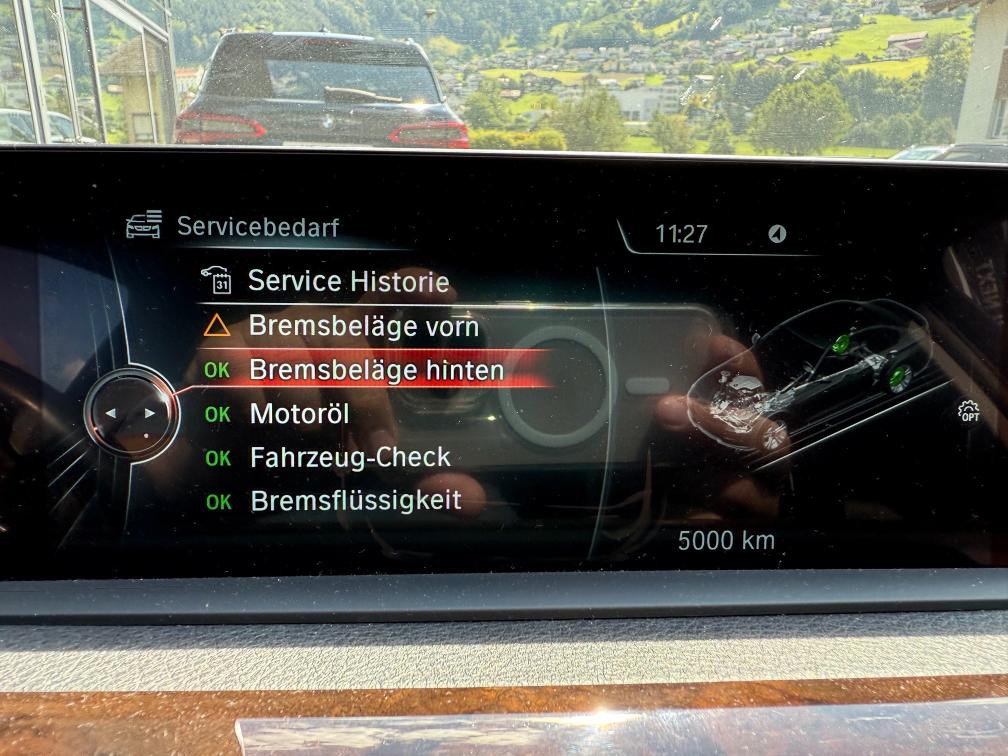 Servicebedarf
11:27
Service Historie
31
Bremsbeläge vorn
OK Bremsbeläge hinten
OK Motoröl
OK Fahrzeug-Check
OK Bremsflüssigkeit
OPT
5000 km